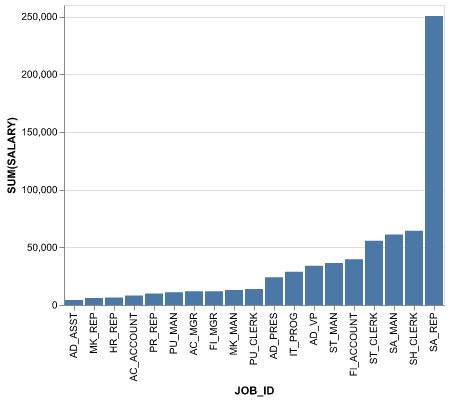 250,000
200,000
150,000
100,000
50,000
0
SUM(SALARY)
AD_ASST
MK_REP
HR_REP
AC_ACCOUNT
PR_REP
PU_MAN
AC_MGR
FI_MGR
MK_MAN
PU_CLERK
AD_PRES
IT_PROG
AD_VP
ST_MAN
FI_ACCOUNT
ST_CLERK
SA_MAN
SH_CLERK
SA_REP
JOB_ID